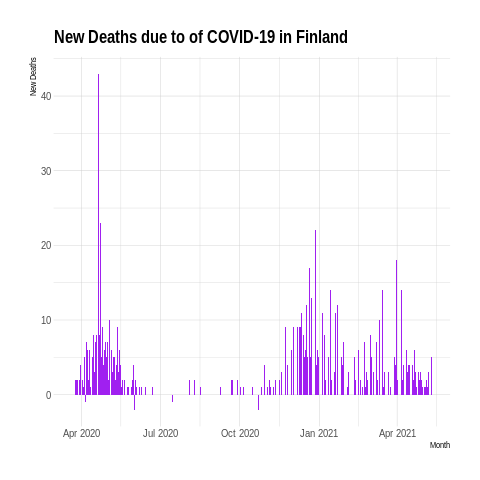 New Deaths due to of COVID-19 in Finland
New Deaths
40
30
20
10
0
Apr 2020 Jul 2020 Oct 2020 Jan 2021 Apr 2021
Month